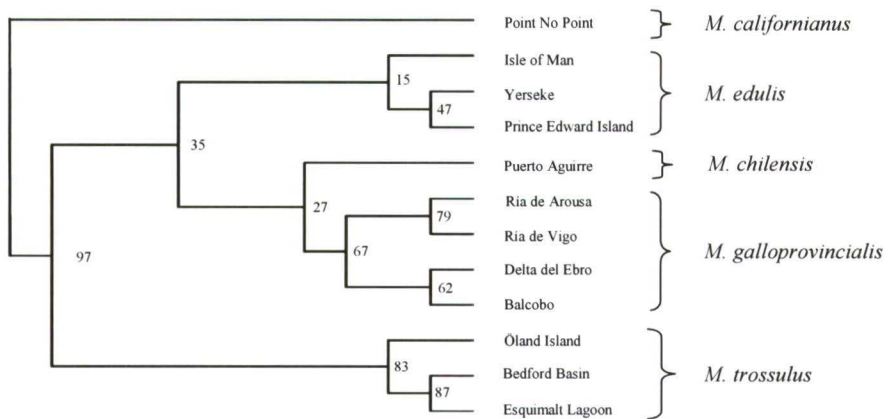 Point No Point
M. californianus
Isle of Man
15
Yerseke
M. edulis
47
Prince Edward Island
35
Puerto Aguirre
M. chilensis
27
Ria de Arousa
79
Ria de Vigo
67
M. galloprovincialis
97
Delta del Ebro
62
Balcobo
Öland Island
83
Bedford Basin
M. trossulus
87
Esquimalt Lagoon